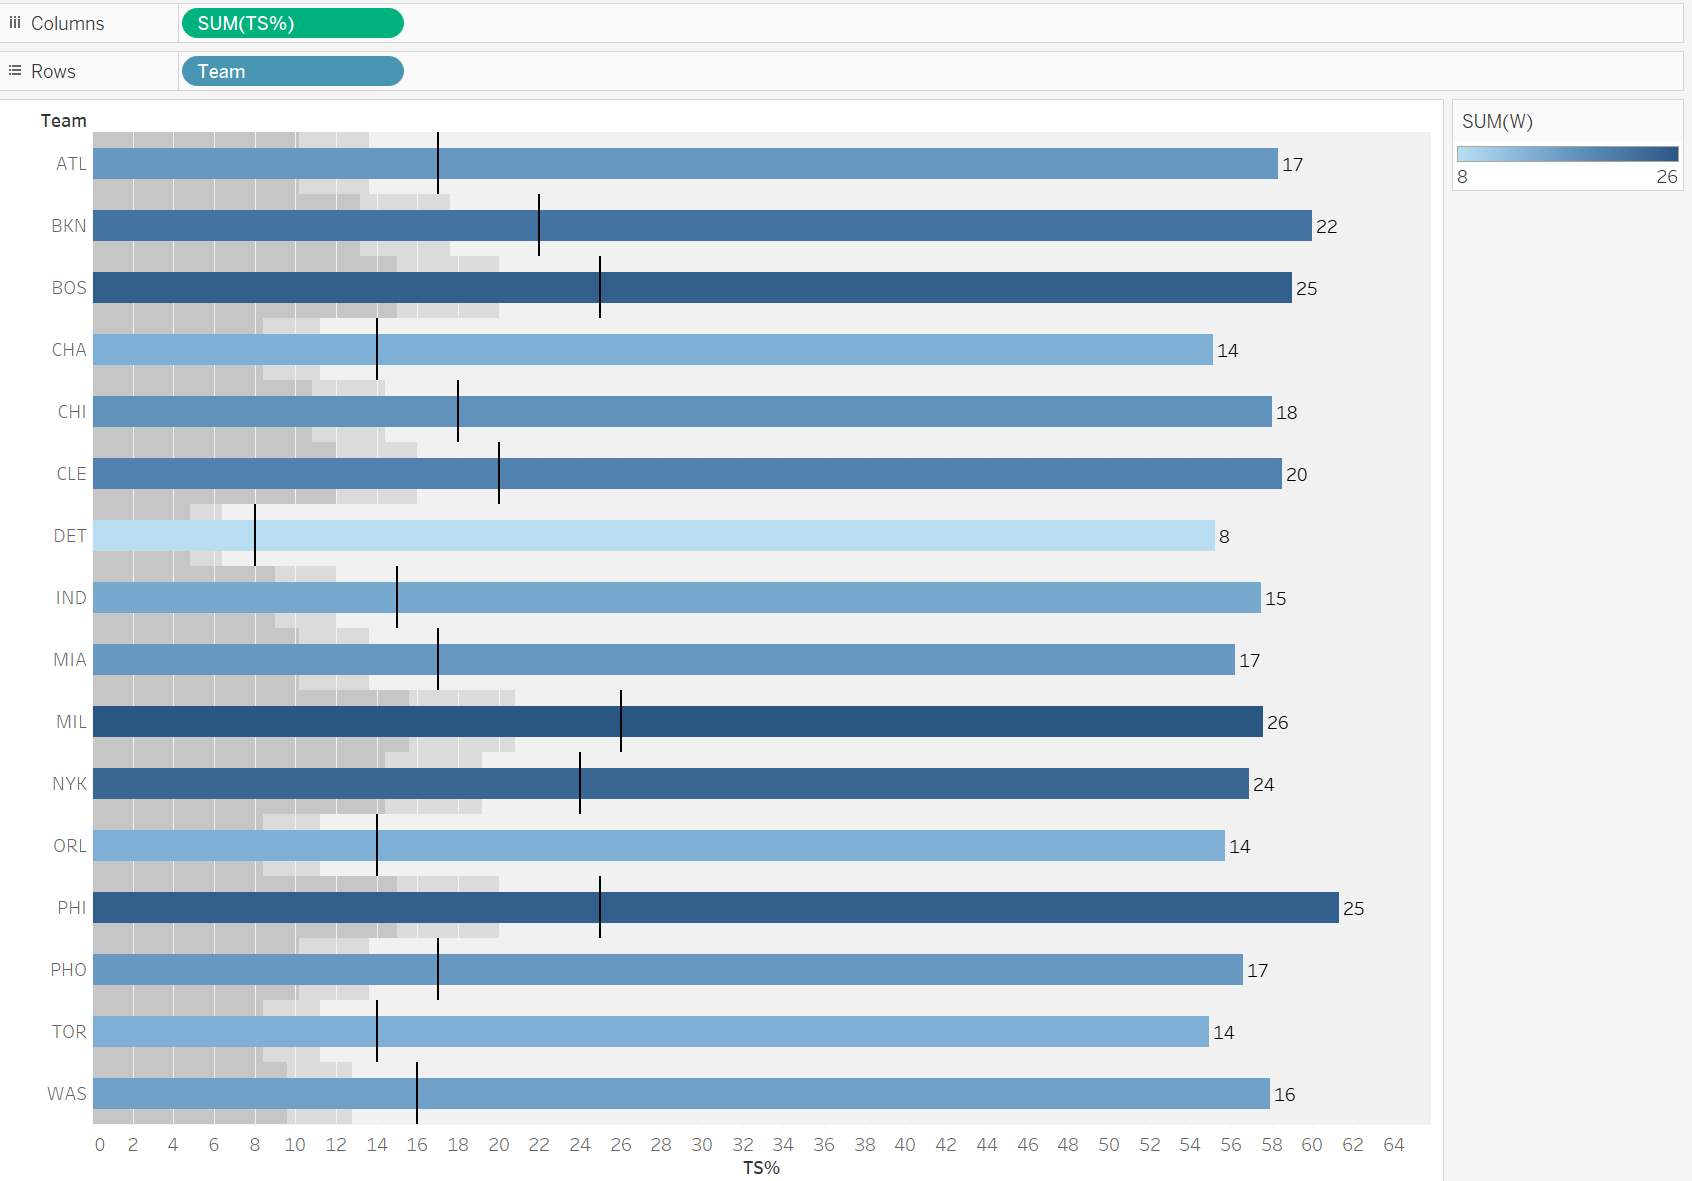 Columns SUM(TS%)
Rows Team
Team
SUM(W)
8 26
ATL 17
BKN 22
BOS 25
CHA 14
CHI 18
CLE 20
DET 8
IND 15
MIA 17
MIL 26
NYK 24
ORL 14
PHI 25
PHO 17
TOR 14
WAS 16
0 2 4 6 8 10 12 14 16 18 20 22 24 26 28 30 32 34 36 38 40 42 44 46 48 50 52 54 56 58 60 62 64
TS%